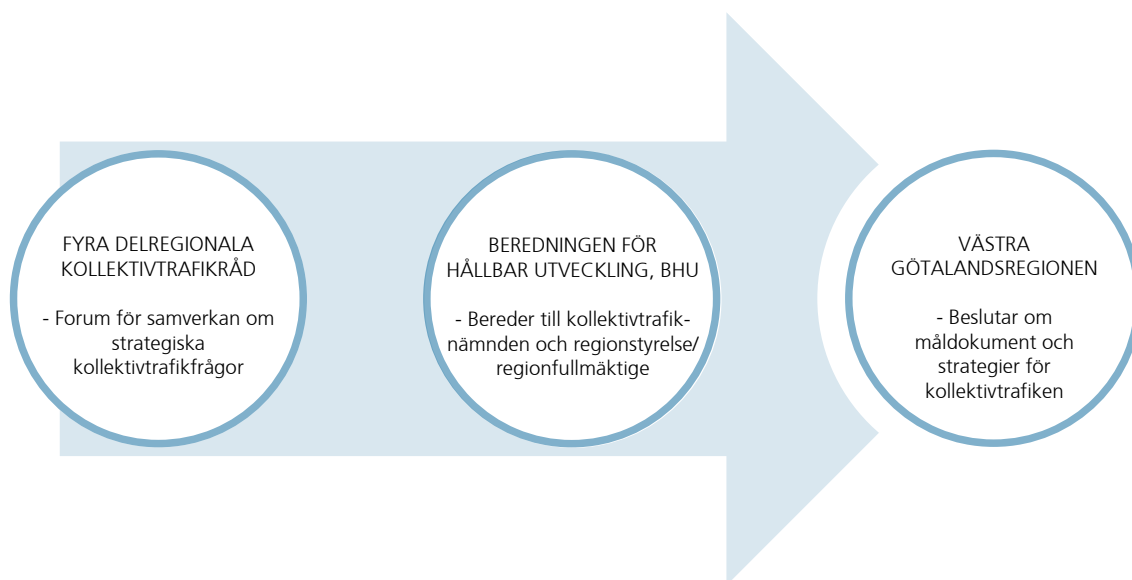 FYRA DELREGIONALA
KOLLEKTIVTRAFIKRÅD
- Forum för samverkan om
strategiska
kollektivtrafikfrågor
BEREDNINGEN FÖR
HÅLLBAR UTVECKLING, BHU
- Bereder till kollektivtrafik-
nämnden och regionstyrelse/
regionfullmäktige
VÄSTRA
GÖTALANDSREGIONEN
- Beslutar om
måldokument och
strategier för
kollektivtrafiken